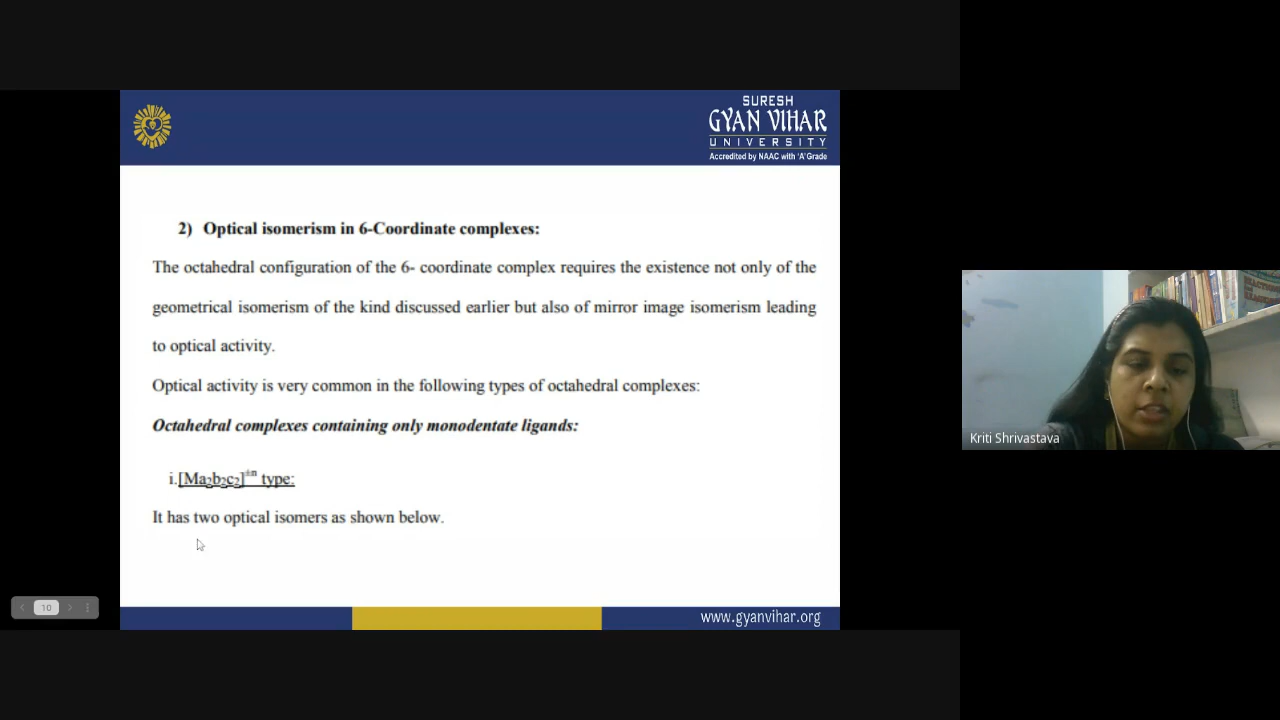 SURESH
GYAN VIHAR
UNIVERSITY
Accredited by NAAC with 'A' Grade
2) Optical isomerism in 6-Coordinate complexes:
The octahedral configuration of the 6- coordinate complex requires the existence not only of the
geometrical isomerism of the kind discussed earlier but also of mirror image isomerism leading
to optical activity.
Optical activity is very common in the following types of octahedral complexes:
Octahedral complexes containing only monodentate ligands:
i.[Ma₂b₂c₂]±ⁿ type:
It has two optical isomers as shown below.
Kriti Shrivastava
10
www.gyanvihar.org